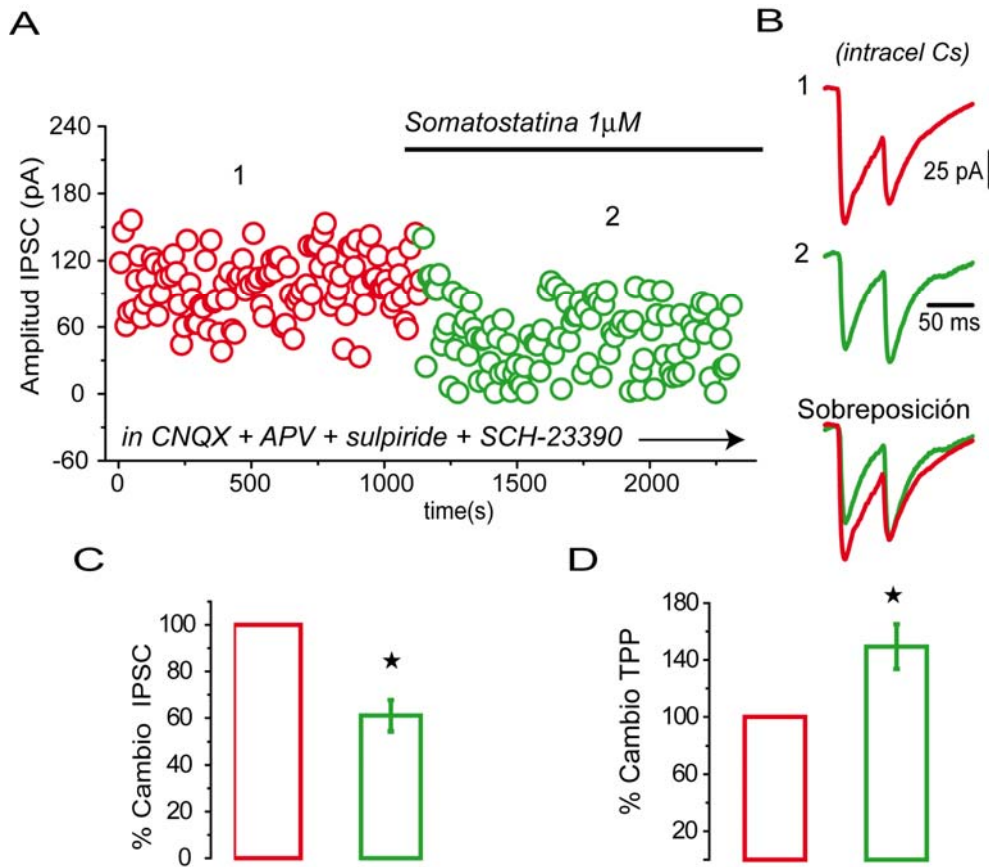 A
Amplitud IPSC (pA)
240
180
120
60
0
-60
Somatostatina 1µM
1
2
in CNQX + APV + sulpiride + SCH-23390
0
500
1000
1500
2000
time(s)
B
(intracel Cs)
1
25 pA
2
50 ms
Sobreposición
C
% Cambio IPSC
100
80
60
40
20
0
★
D
% Cambio TPP
180
140
100
60
20
★